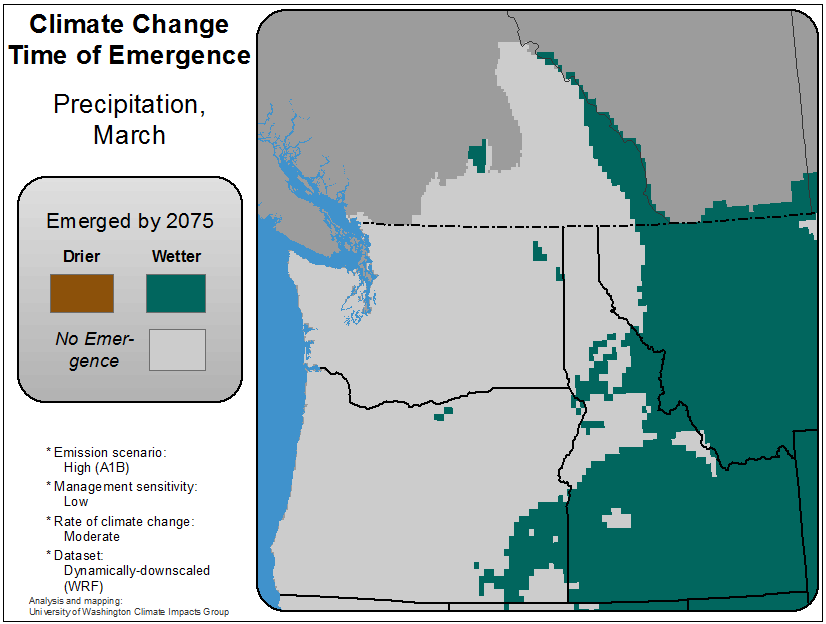 Climate Change
Time of Emergence
Precipitation,
March
Emerged by 2075
Drier Wetter
No Emer-
gence
* Emission scenario:
High (A1B)
* Management sensitivity:
Low
* Rate of climate change:
Moderate
* Dataset:
Dynamically-downscaled
(WRF)
Analysis and mapping:
University of Washington Climate Impacts Group